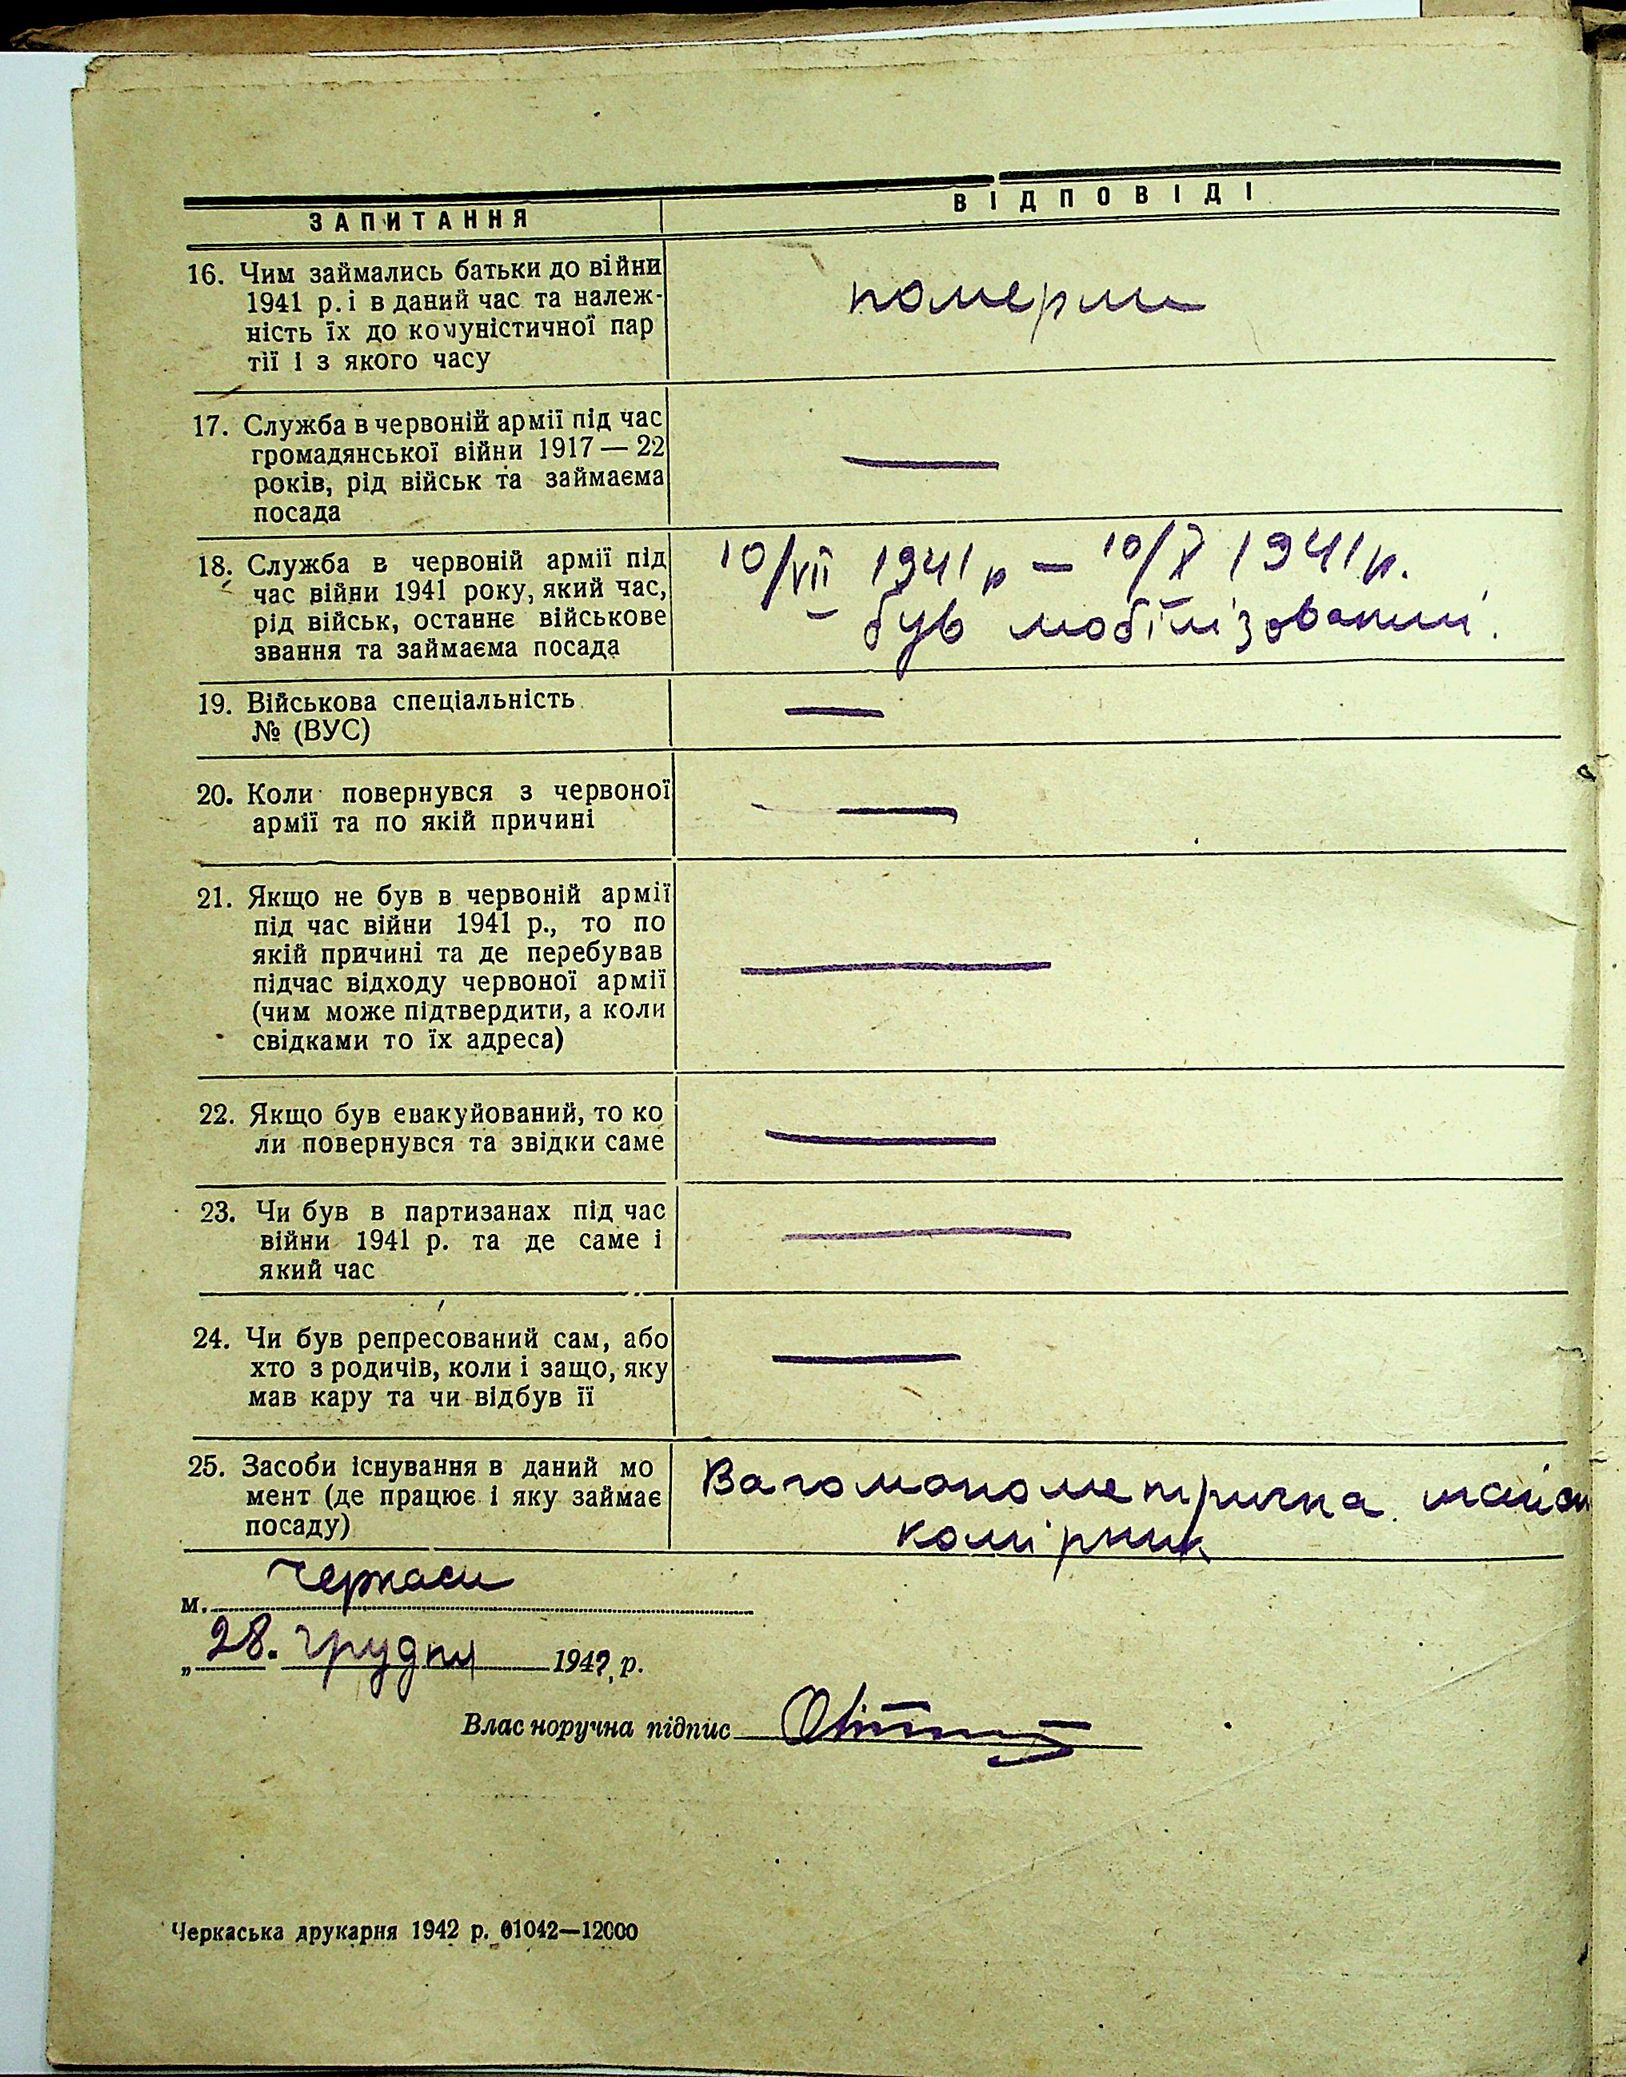 ЗАПИТАННЯ
ВІДПОВІДІ
16. Чим займались батьки до війни
1941 р. і в даний час та належ-
ність їх до комуністичної пар
тії і з якого часу
померли
17. Служба в червоній армії під час
громадянської війни 1917 — 22
років, рід військ та займаєма
посада
—
18. Служба в червоній армії під
час війни 1941 року, який час,
рід військ, останнє військове
звання та займаєма посада
10/VII 1941 р — 10/X 1941 р.
– був мобілізований.
19. Військова спеціальність
№ (ВУС)
—
20. Коли повернувся з червоної
армії та по якій причині
—
21. Якщо не був в червоній армії
під час війни 1941 р., то по
якій причині та де перебував
підчас відходу червоної армії
(чим може підтвердити, а коли
свідками то їх адреса)
—
22. Якщо був евакуйований, то ко
ли повернувся та звідки саме
—
23. Чи був в партизанах під час
війни 1941 р. та де саме і
який час
—
24. Чи був репресований сам, або
хто з родичів, коли і защо, яку
мав кару та чи відбув її
—
25. Засоби існування в даний мо
мент (де працює і яку займає
посаду)
Вагомонометрична
комірник
м. Черкаси
„ 28. грудня 1942 р.
Власноручна підпис
Черкаська друкарня 1942 р. 01042—12000